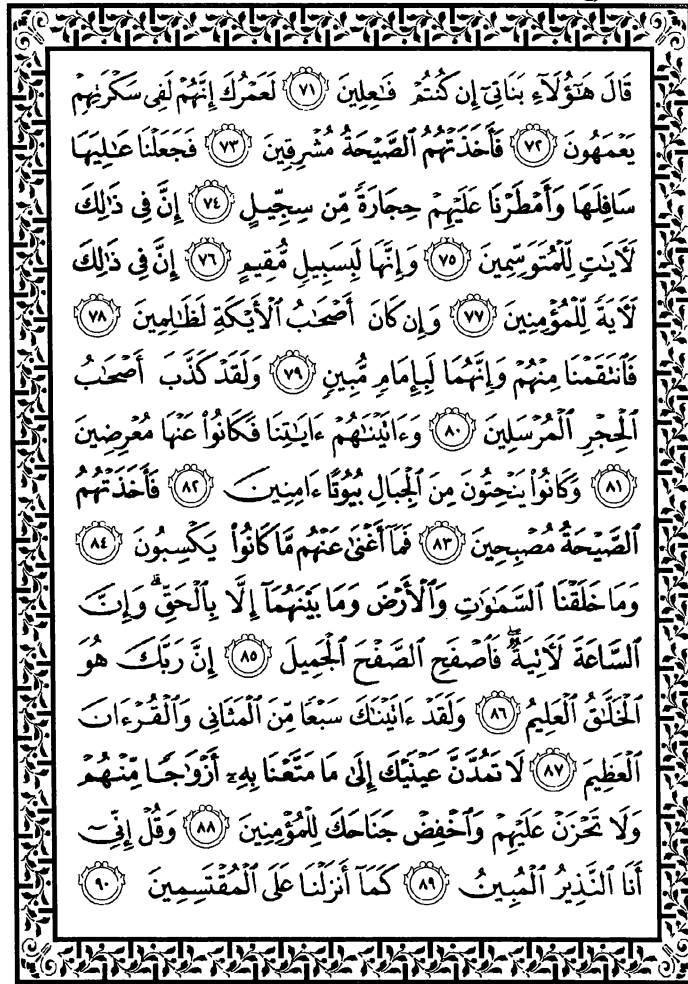 قَالَ هَٰٓؤُلَآءِ بَنَاتِىٓ إِن كُنتُمْ فَٰعِلِينَ ٧١ لَعَمْرُكَ إِنَّهُمْ لَفِى سَكْرَتِهِمْ
يَعْمَهُونَ ٧٢ فَأَخَذَتْهُمُ ٱلصَّيْحَةُ مُشْرِقِينَ ٧٣ فَجَعَلْنَا عَٰلِيَهَا
سَافِلَهَا وَأَمْطَرْنَا عَلَيْهِمْ حِجَارَةً مِّن سِجِّيلٍ ٧٤ إِنَّ فِى ذَٰلِكَ
لَءَايَٰتٍ لِّلْمُتَوَسِّمِينَ ٧٥ وَإِنَّهَا لَبِسَبِيلٍ مُّقِيمٍ ٧٦ إِنَّ فِى ذَٰلِكَ
لَءَايَةً لِّلْمُؤْمِنِينَ ٧٧ وَإِن كَانَ أَصْحَٰبُ ٱلْأَيْكَةِ لَظَٰلِمِينَ ٧٨
فَٱنتَقَمْنَا مِنْهُمْ وَإِنَّهُمَا لَبِإِمَامٍ مُّبِينٍ ٧٩ وَلَقَدْ كَذَّبَ أَصْحَٰبُ
ٱلْحِجْرِ ٱلْمُرْسَلِينَ ٨٠ وَءَاتَيْنَٰهُمْ ءَايَٰتِنَا فَكَانُوا۟ عَنْهَا مُعْرِضِينَ
٨١ وَكَانُوا۟ يَنْحِتُونَ مِنَ ٱلْجِبَالِ بُيُوتًا ءَامِنِينَ ٨٢ فَأَخَذَتْهُمُ
ٱلصَّيْحَةُ مُصْبِحِينَ ٨٣ فَمَآ أَغْنَىٰ عَنْهُم مَّا كَانُوا۟ يَكْسِبُونَ ٨٤
وَمَا خَلَقْنَا ٱلسَّمَٰوَٰتِ وَٱلْأَرْضَ وَمَا بَيْنَهُمَآ إِلَّا بِٱلْحَقِّ ۗ وَإِنَّ
ٱلسَّاعَةَ لَءَاتِيَةٌ ۖ فَٱصْفَحِ ٱلصَّفْحَ ٱلْجَمِيلَ ٨٥ إِنَّ رَبَّكَ هُوَ
ٱلْخَلَّٰقُ ٱلْعَلِيمُ ٨٦ وَلَقَدْ ءَاتَيْنَٰكَ سَبْعًا مِّنَ ٱلْمَثَانِى وَٱلْقُرْءَانَ
ٱلْعَظِيمَ ٨٧ لَا تَمُدَّنَّ عَيْنَيْكَ إِلَىٰ مَا مَتَّعْنَا بِهِۦٓ أَزْوَٰجًا مِّنْهُمْ
وَلَا تَحْزَنْ عَلَيْهِمْ وَٱخْفِضْ جَنَاحَكَ لِلْمُؤْمِنِينَ ٨٨ وَقُلْ إِنِّىٓ
أَنَا ٱلنَّذِيرُ ٱلْمُبِينُ ٨٩ كَمَآ أَنزَلْنَا عَلَى ٱلْمُقْتَسِمِينَ ٩٠